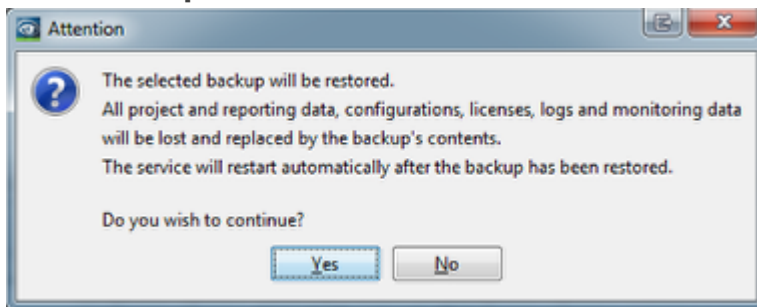 Attention
The selected backup will be restored.
All project and reporting data, configurations, licenses, logs and monitoring data
will be lost and replaced by the backup's contents.
The service will restart automatically after the backup has been restored.
Do you wish to continue?
Yes No